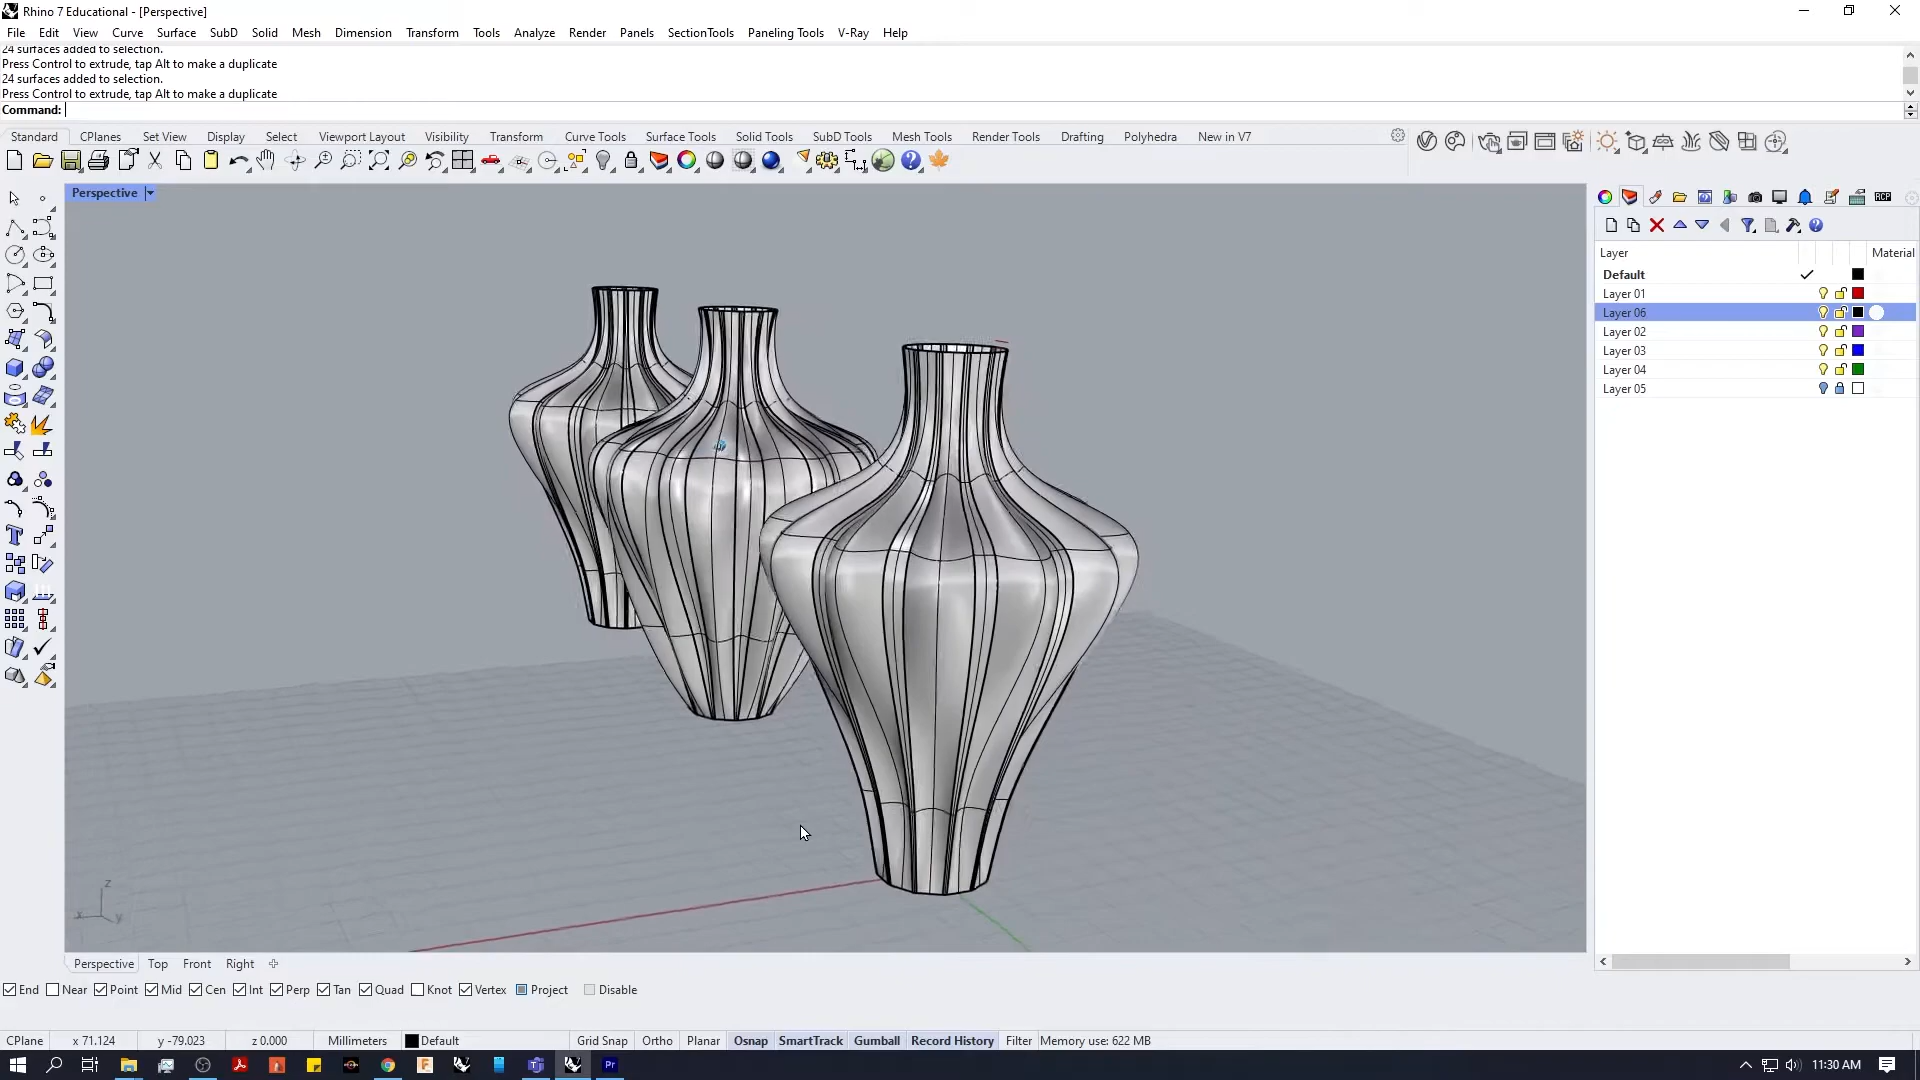 Rhino 7 Educational - [Perspective]
File Edit View Curve Surface SubD Solid Mesh Dimension Transform Tools Analyze Render Panels SectionTools Paneling Tools V-Ray Help
24 surfaces added to selection.
Press Control to extrude, tap Alt to make a duplicate
24 surfaces added to selection.
Press Control to extrude, tap Alt to make a duplicate
Command:
Standard CPlanes Set View Display Select Viewport Layout Visibility Transform Curve Tools Surface Tools Solid Tools SubD Tools Mesh Tools Render Tools Drafting Polyhedra New in V7
Perspective
Layer Material
Default
Layer 01
Layer 06
Layer 02
Layer 03
Layer 04
Layer 05
z
x y
Perspective Top Front Right
End Near Point Mid Cen Int Perp Tan Quad Knot Vertex Project Disable
CPlane x 71.124 y -79.023 z 0.000 Millimeters Default Grid Snap Ortho Planar Osnap SmartTrack Gumball Record History Filter Memory use: 622 MB
11:30 AM